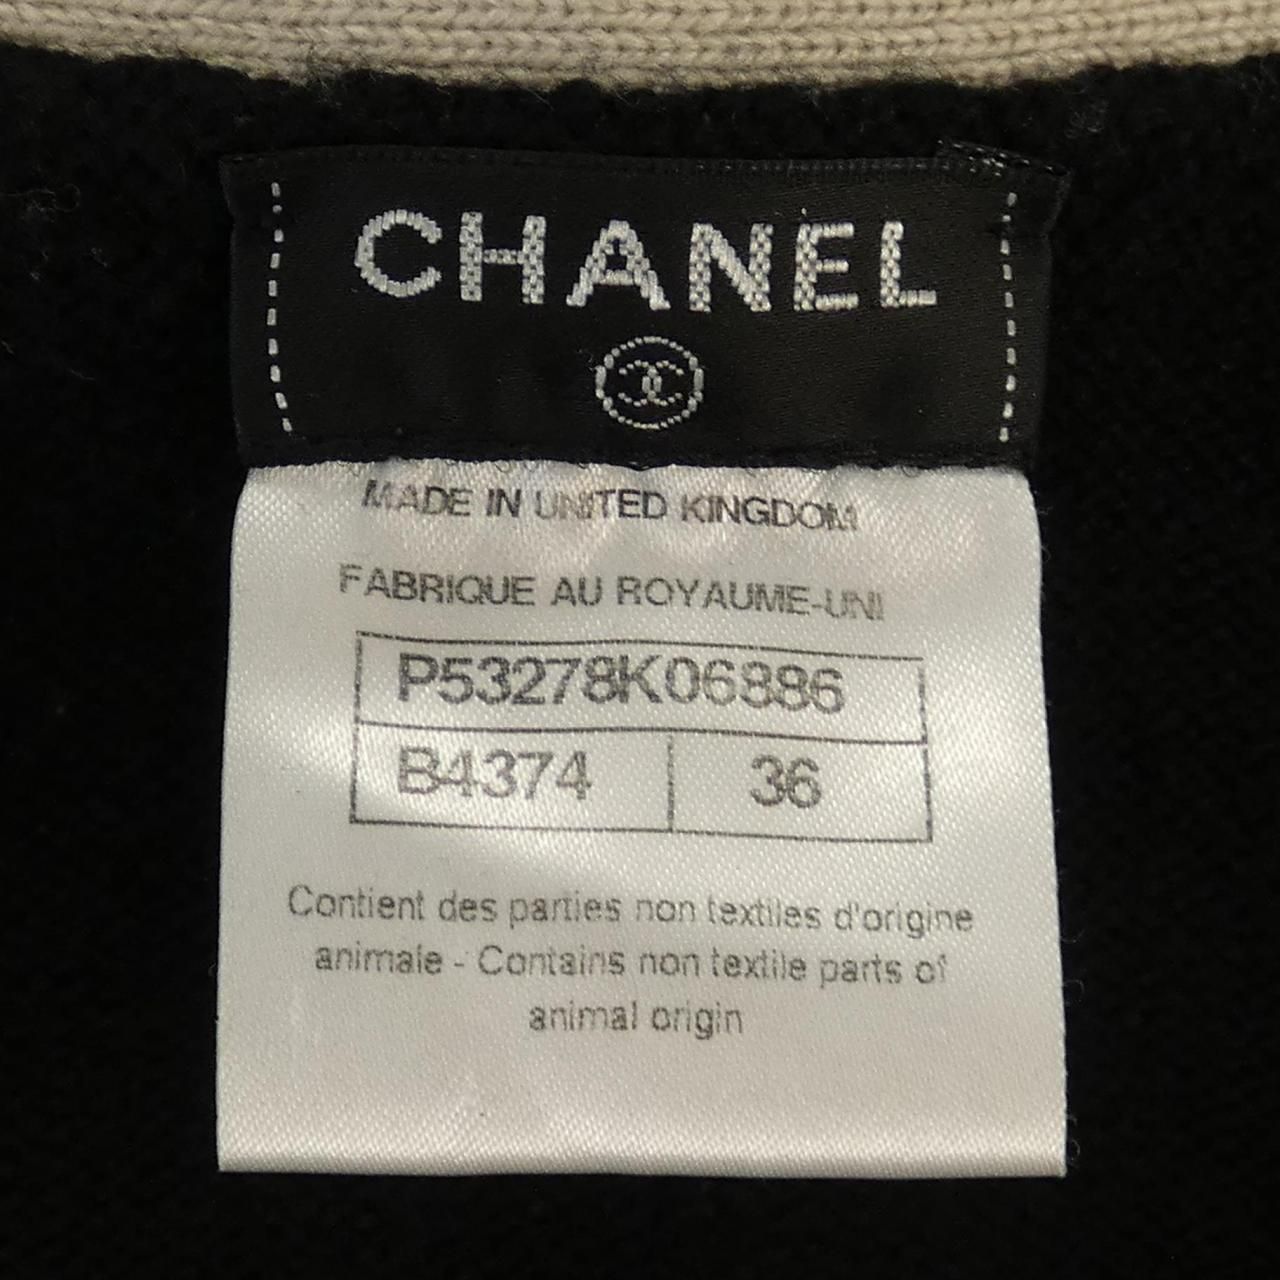 CHANEL
MADE IN UNITED KINGDOM
FABRIQUE AU ROYAUME-UNI
P53278K06886
B4374 36
Contient des parties non textiles d'origine
animale - Contains non textile parts of
animal origin